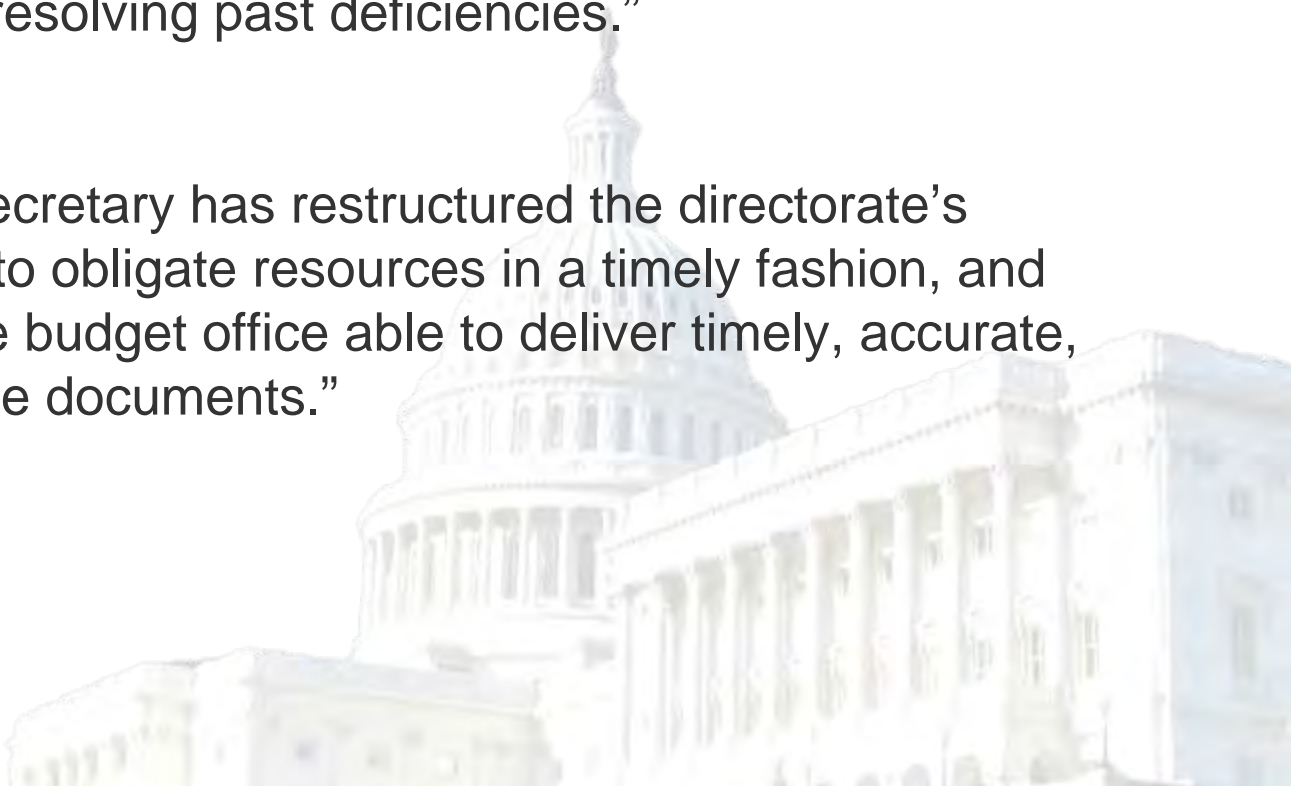 resolving past deficiencies.”
ecretary has restructured the directorate’s
to obligate resources in a timely fashion, and
e budget office able to deliver timely, accurate,
e documents.”